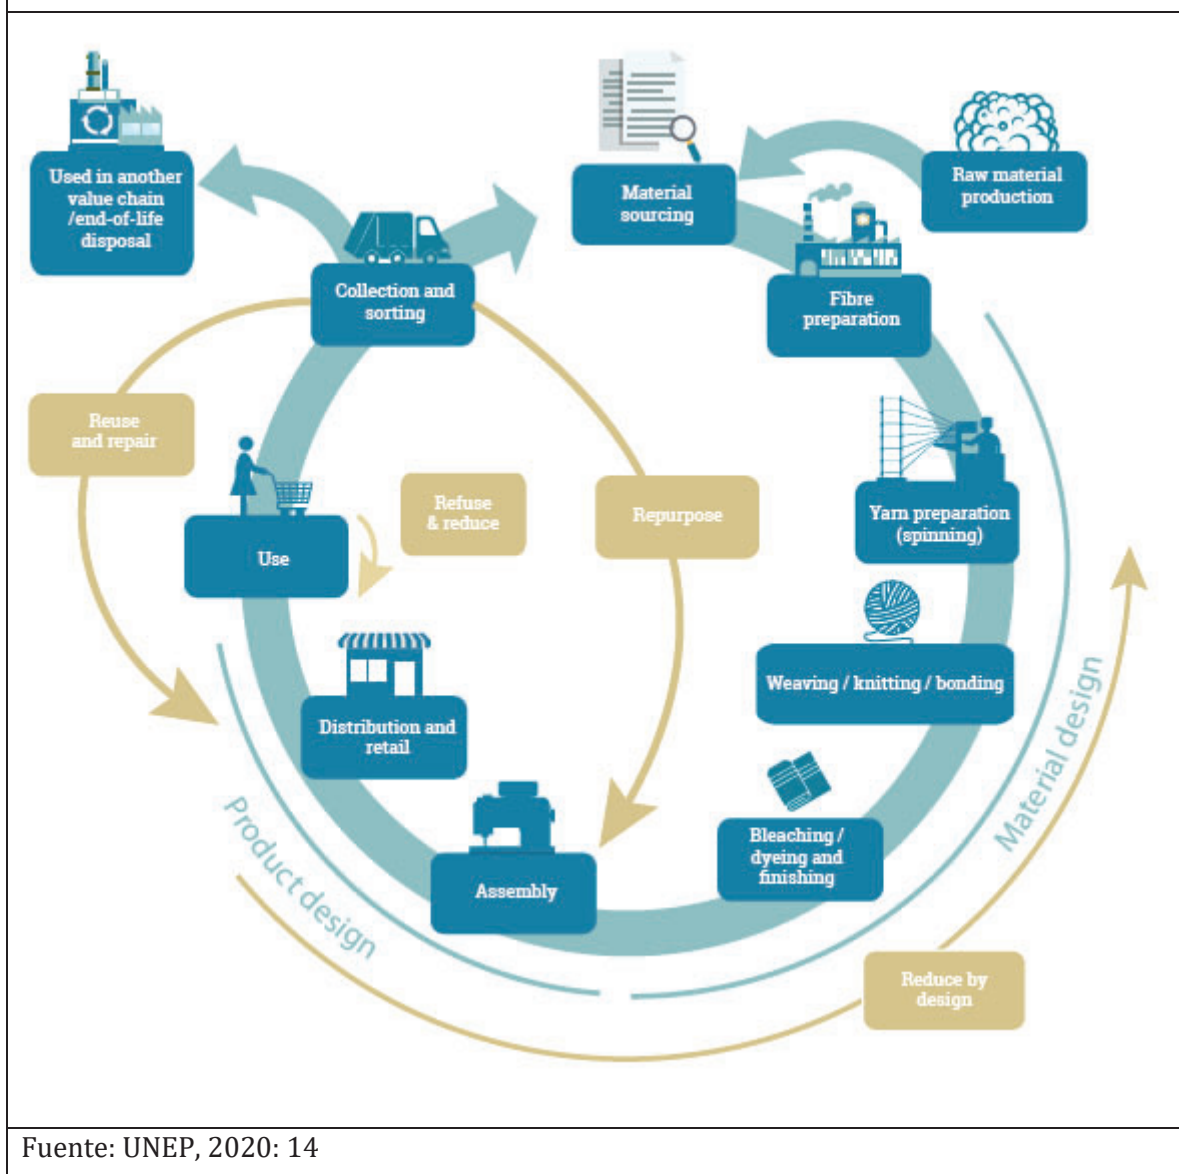 Used in another
value chain
/end-of-life
disposal
Material
sourcing
Raw material
production
Collection and
sorting
Fibre
preparation
Reuse
and repair
Refuse
& reduce
Repurpose
Yarn preparation
(spinning)
Use
Weaving / knitting / bonding
Distribution and
retail
Bleaching /
dyeing and
finishing
Assembly
Product design
Material design
Reduce by
design
Fuente: UNEP, 2020: 14